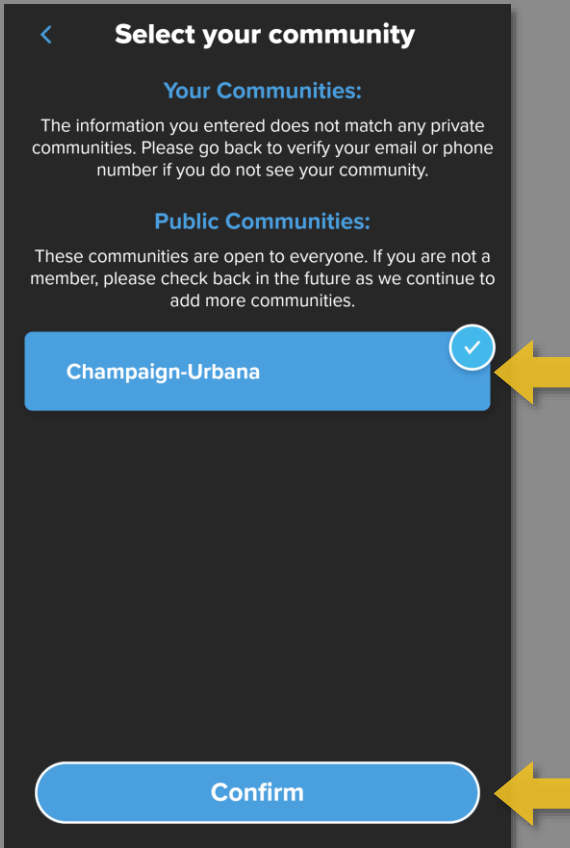 Select your community
Your Communities:
The information you entered does not match any private
communities. Please go back to verify your email or phone
number if you do not see your community.
Public Communities:
These communities are open to everyone. If you are not a
member, please check back in the future as we continue to
add more communities.
Champaign-Urbana
Confirm